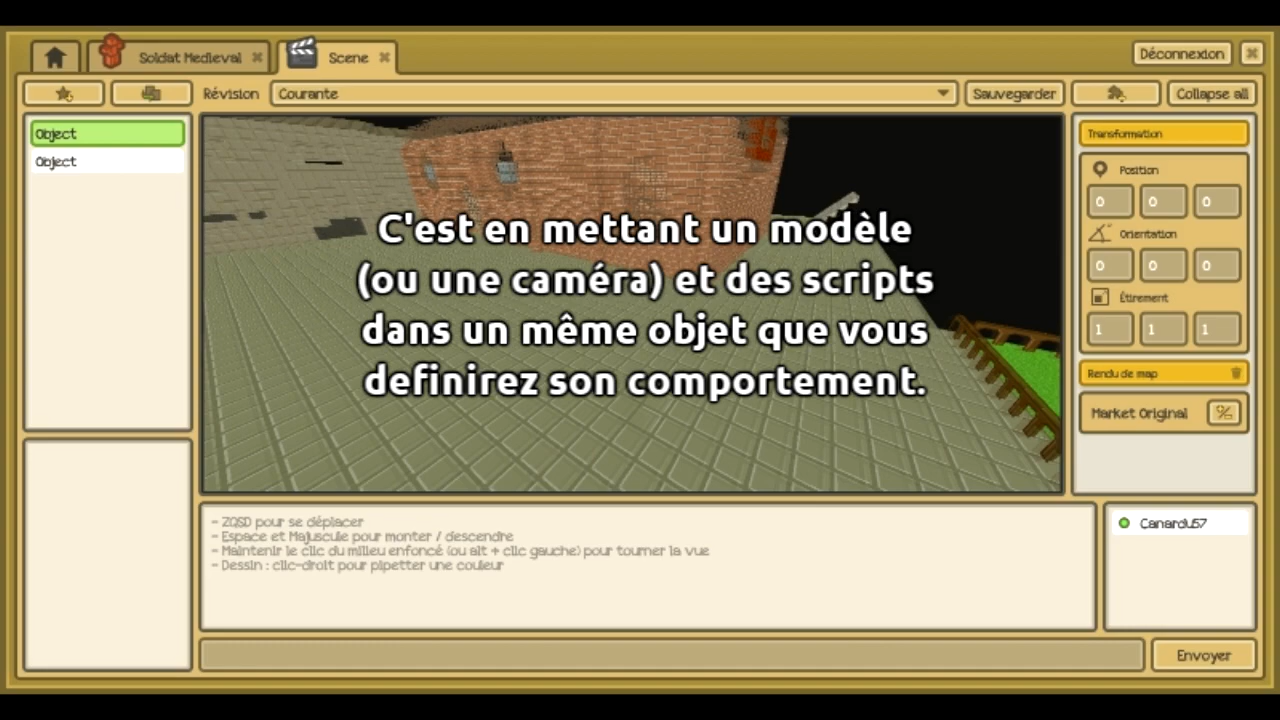 Soldat Medieval
Scene
Déconnexion
Révision
Courante
Sauvegarder
Collapse all
Object
Object
C'est en mettant un modèle
(ou une caméra) et des scripts
dans un même objet que vous
definirez son comportement.
Transformation
Position
0 0 0
Orientation
0 0 0
Étirement
1 1 1
Rendu de map
Market Original
- ZQSD pour se déplacer
- Espace et Majuscule pour monter / descendre
- Maintenir le clic du milieu enfoncé (ou alt + clic gauche) pour tourner la vue
- Dessin : clic-droit pour pipetter une couleur
Canardu57
Envoyer